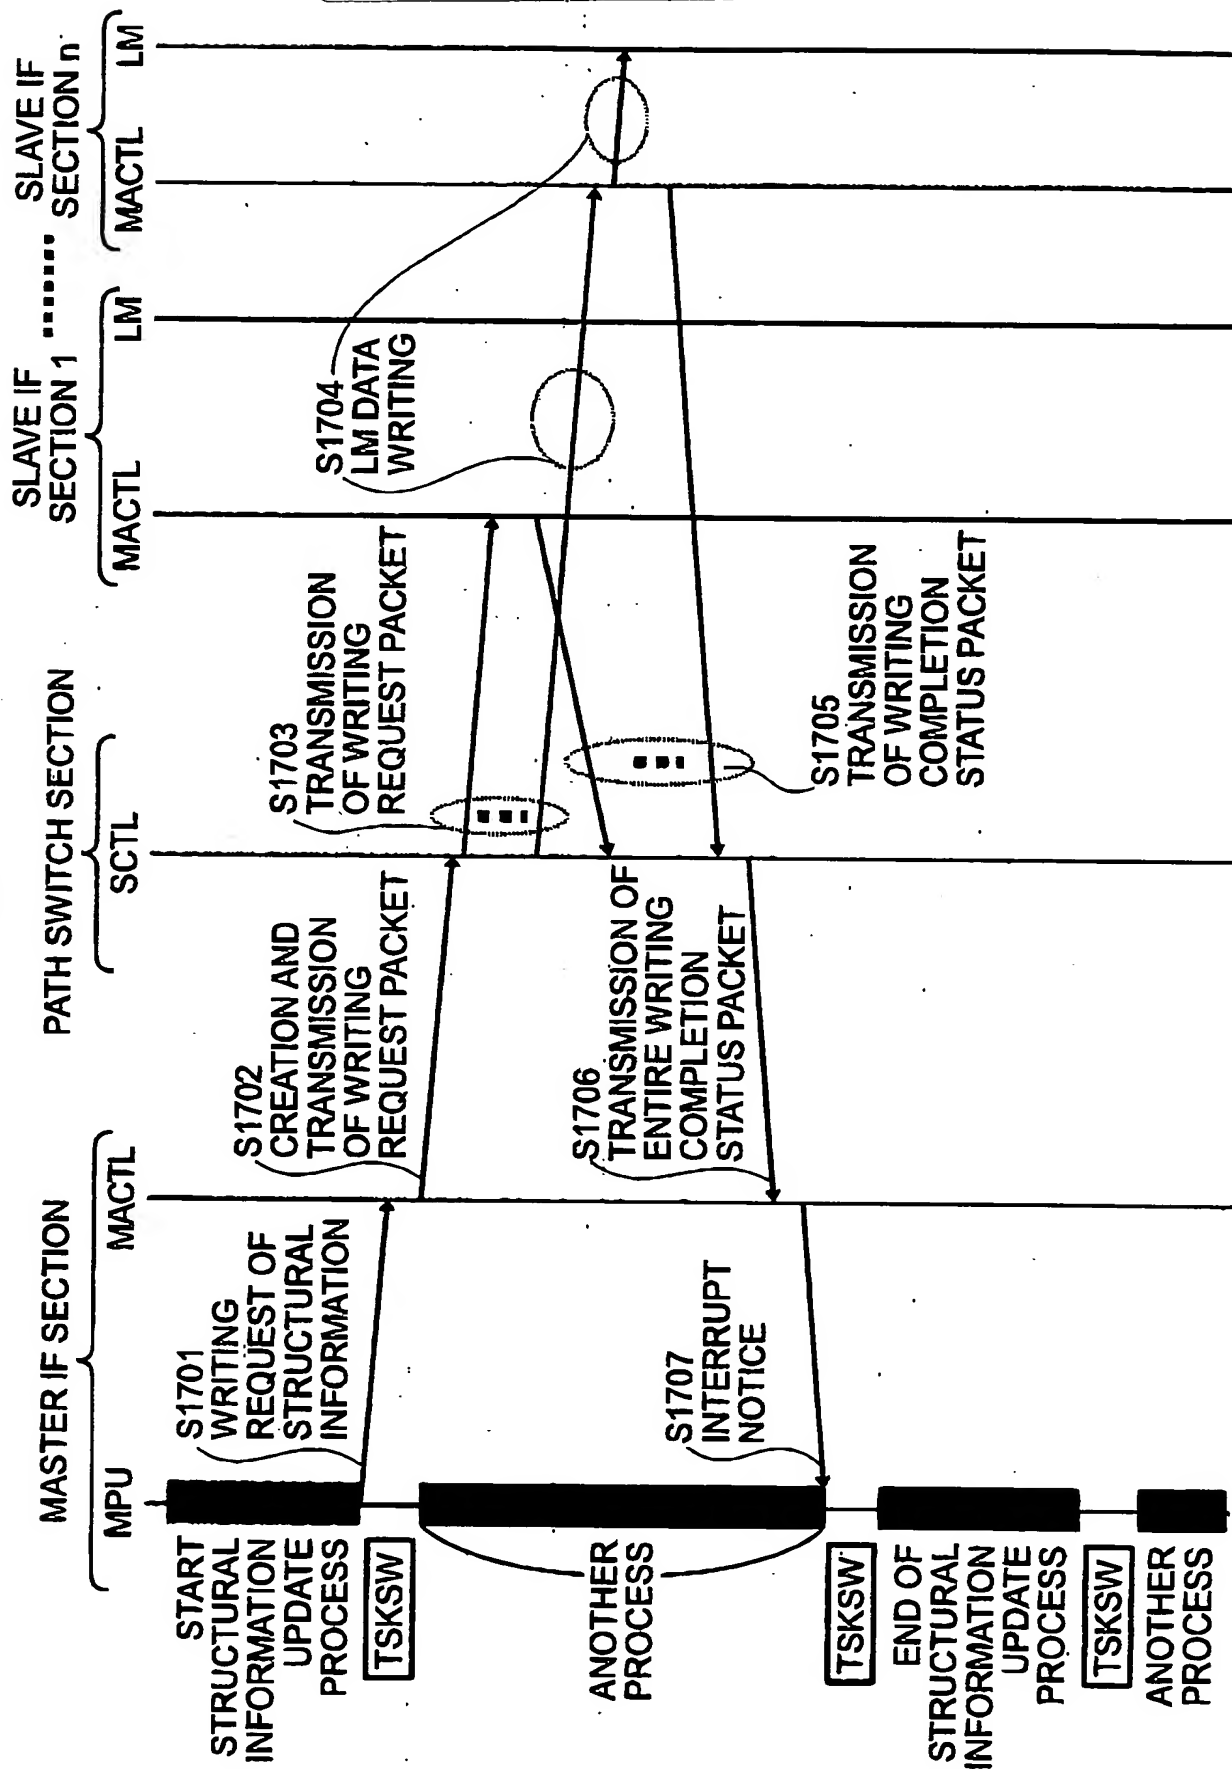 MASTER IF SECTION
PATH SWITCH SECTION
SLAVE IF
SECTION 1
SLAVE IF
SECTION n
MPU
MACTL
SCTL
MACTL
LM
MACTL
LM
START
STRUCTURAL
INFORMATION
UPDATE
PROCESS
TSKSW
S1701
WRITING
REQUEST OF
STRUCTURAL
INFORMATION
S1702
CREATION AND
TRANSMISSION
OF WRITING
REQUEST PACKET
S1703
TRANSMISSION
OF WRITING
REQUEST PACKET
S1704
LM DATA
WRITING
ANOTHER
PROCESS
S1707
INTERRUPT
NOTICE
S1706
TRANSMISSION OF
ENTIRE WRITING
COMPLETION
STATUS PACKET
S1705
TRANSMISSION
OF WRITING
COMPLETION
STATUS PACKET
TSKSW
END OF
STRUCTURAL
INFORMATION
UPDATE
PROCESS
TSKSW
ANOTHER
PROCESS